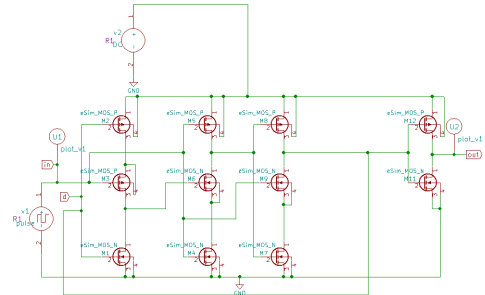 v2
R1
DC
GND
eSim_MOS_P
M2
eSim_MOS_P
M5
eSim_MOS_P
M8
eSim_MOS_P
M12
U1
plot_v1
U2
plot_v1
in
out
eSim_MOS_P
M3
eSim_MOS_N
M6
eSim_MOS_N
M9
eSim_MOS_N
M11
d
v1
R1
pulse
eSim_MOS_N
M1
eSim_MOS_N
M4
eSim_MOS_N
M7
GND